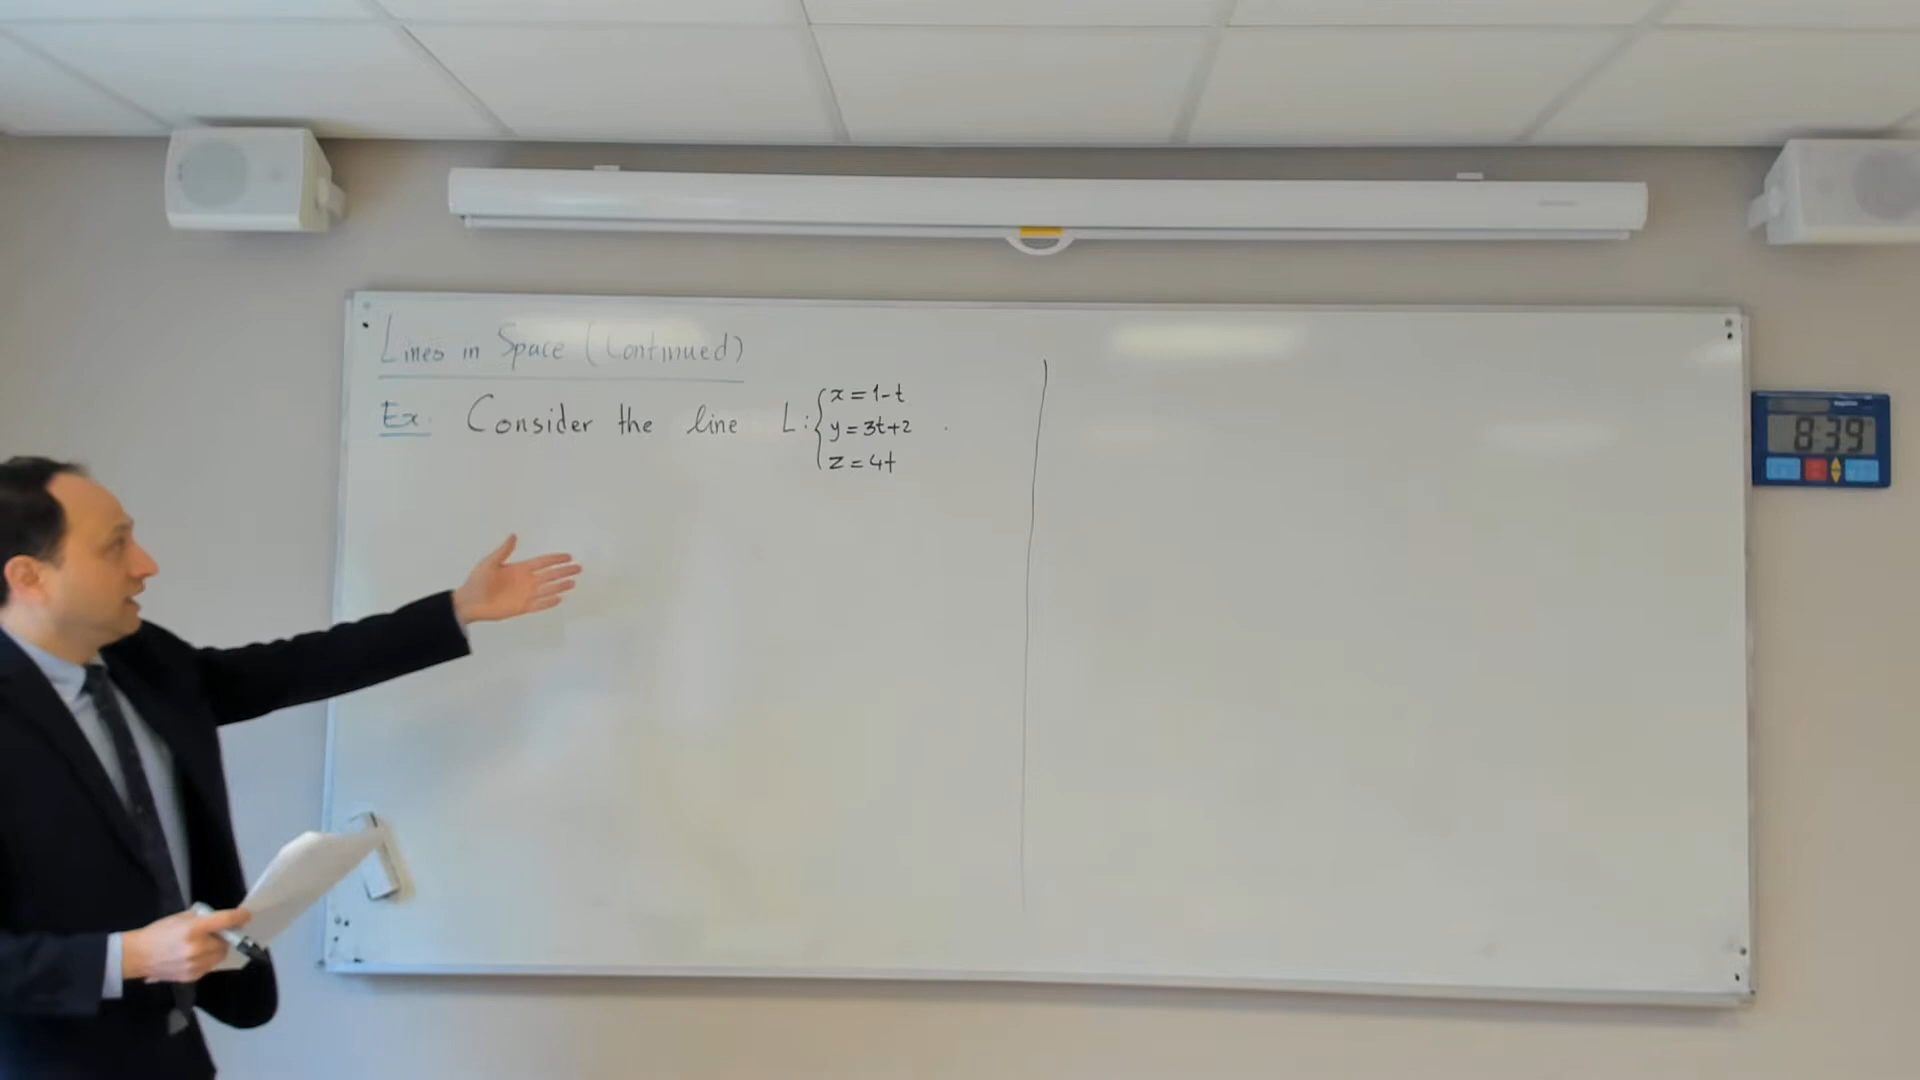 Lines in Space (Continued)
Ex. Consider the line L: { x = 1-t
y = 3t+2 .
z = 4t
8:39